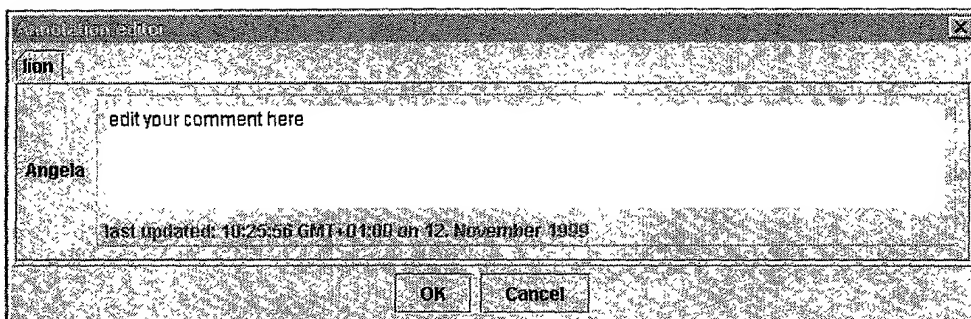 Annotation editor
lion
edit your comment here
Angela
last updated: 10:25:56 GMT+01:00 on 12. November 1999
OK Cancel